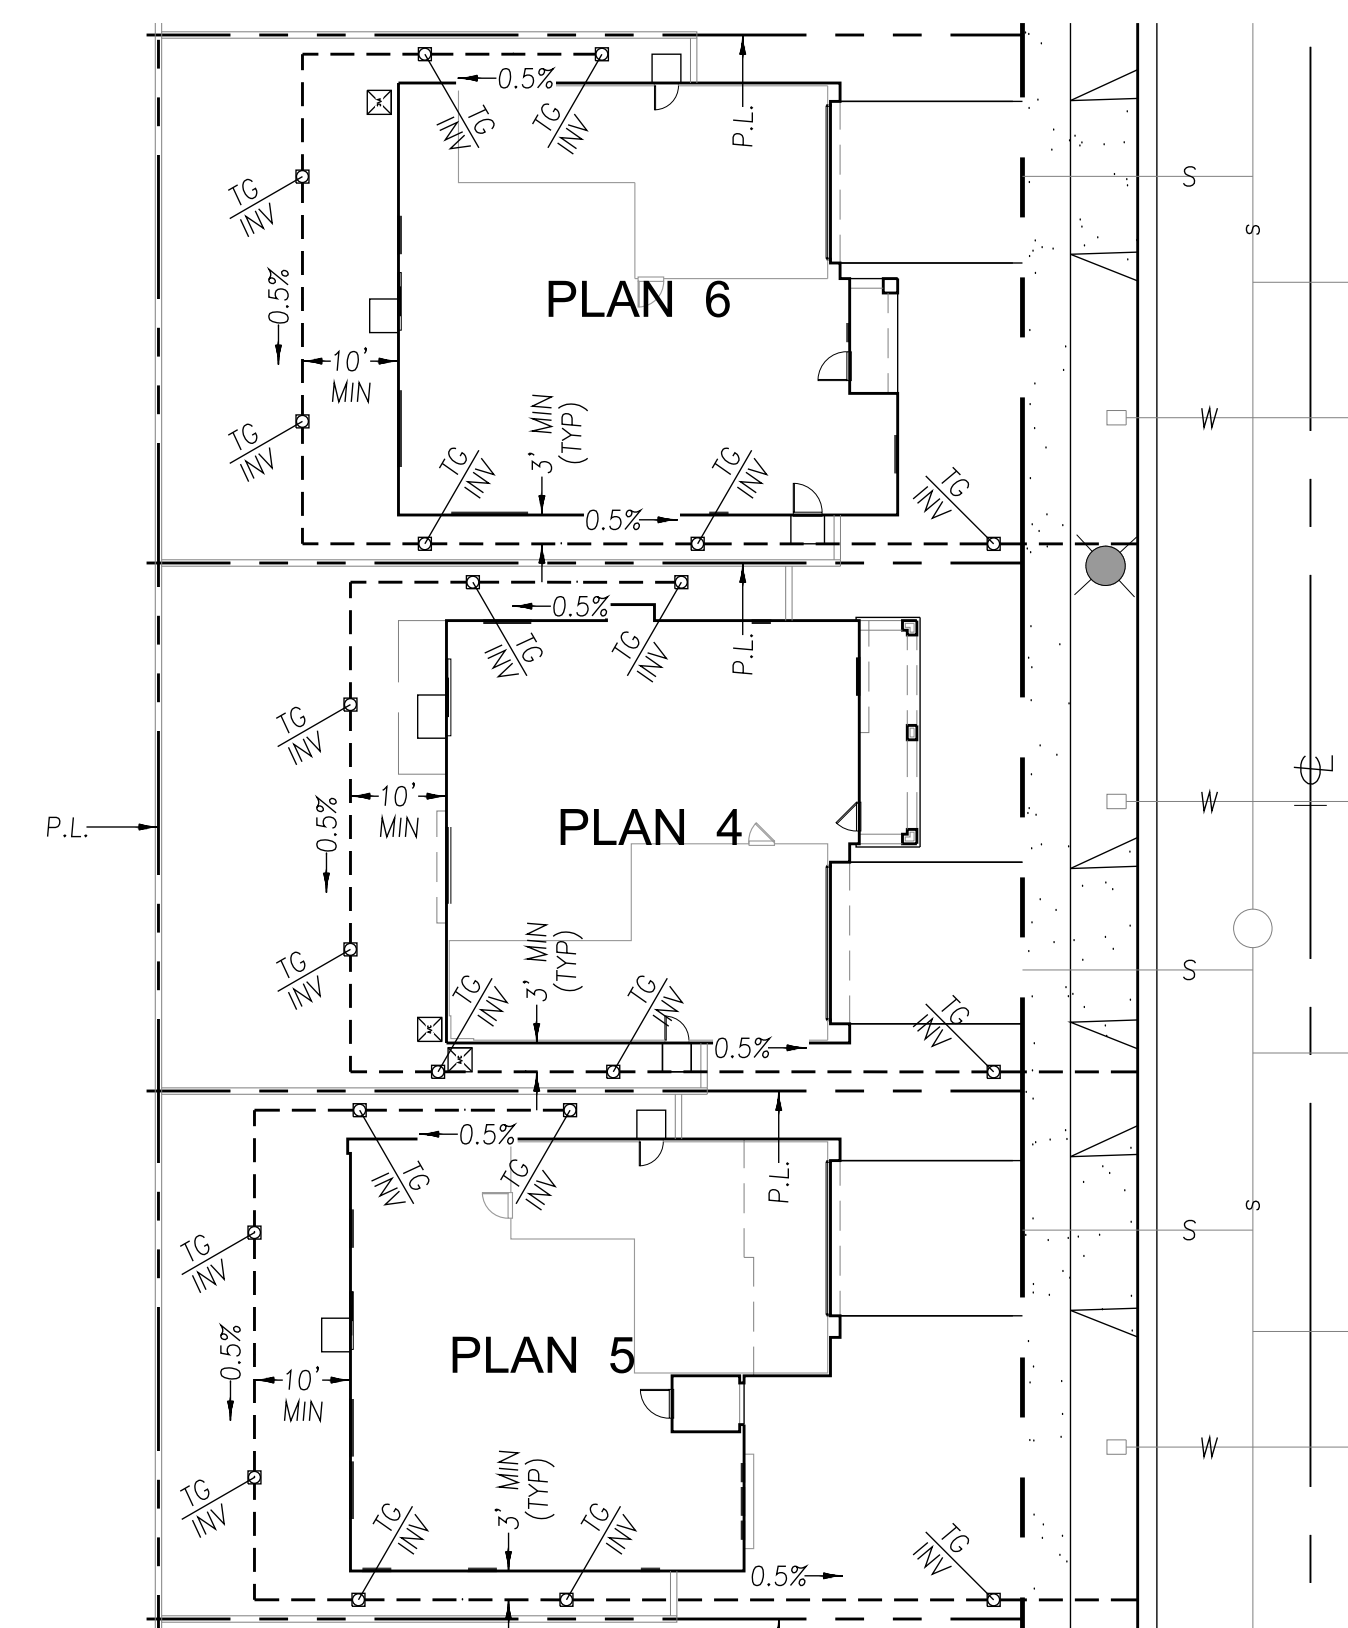 0.5%
TG
INV
TG
INV
P.L.
TG
INV
S
S
0.5%
PLAN 6
10'
MIN
3' MIN
(TYP)
W
TG
INV
TG
INV
TG
INV
TG
INV
0.5%
0.5%
TG
INV
TG
INV
P.L.
TG
INV
0.5%
10'
MIN
PLAN 4
P.L.
W
℄
3' MIN
(TYP)
TG
INV
TG
INV
TG
INV
TG
INV
S
A/C
A/C
0.5%
0.5%
TG
INV
TG
INV
P.L.
TG
INV
S
S
0.5%
10'
MIN
PLAN 5
W
3' MIN
(TYP)
TG
INV
TG
INV
TG
INV
TG
INV
0.5%